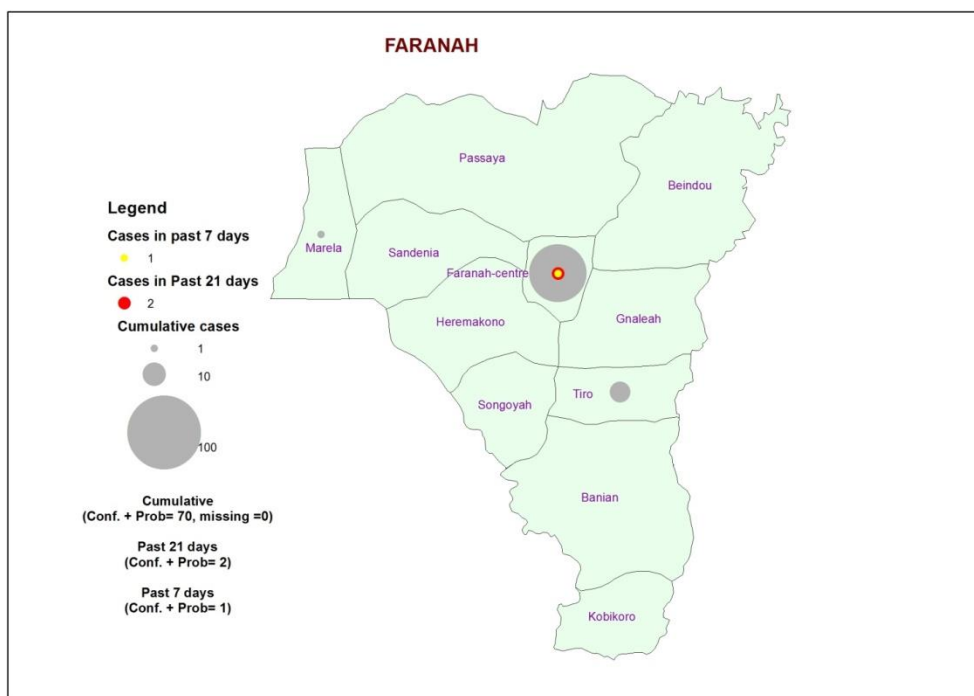 FARANAH
Passaya
Beindou
Legend
Cases in past 7 days
1
Cases in Past 21 days
2
Cumulative cases
1
10
100
Cumulative
(Conf. + Prob= 70, missing =0)
Past 21 days
(Conf. + Prob= 2)
Past 7 days
(Conf. + Prob= 1)
Marela
Sandenia
Faranah-centre
Heremakono
Gnaleah
Songoyah
Tiro
Banian
Kobikoro